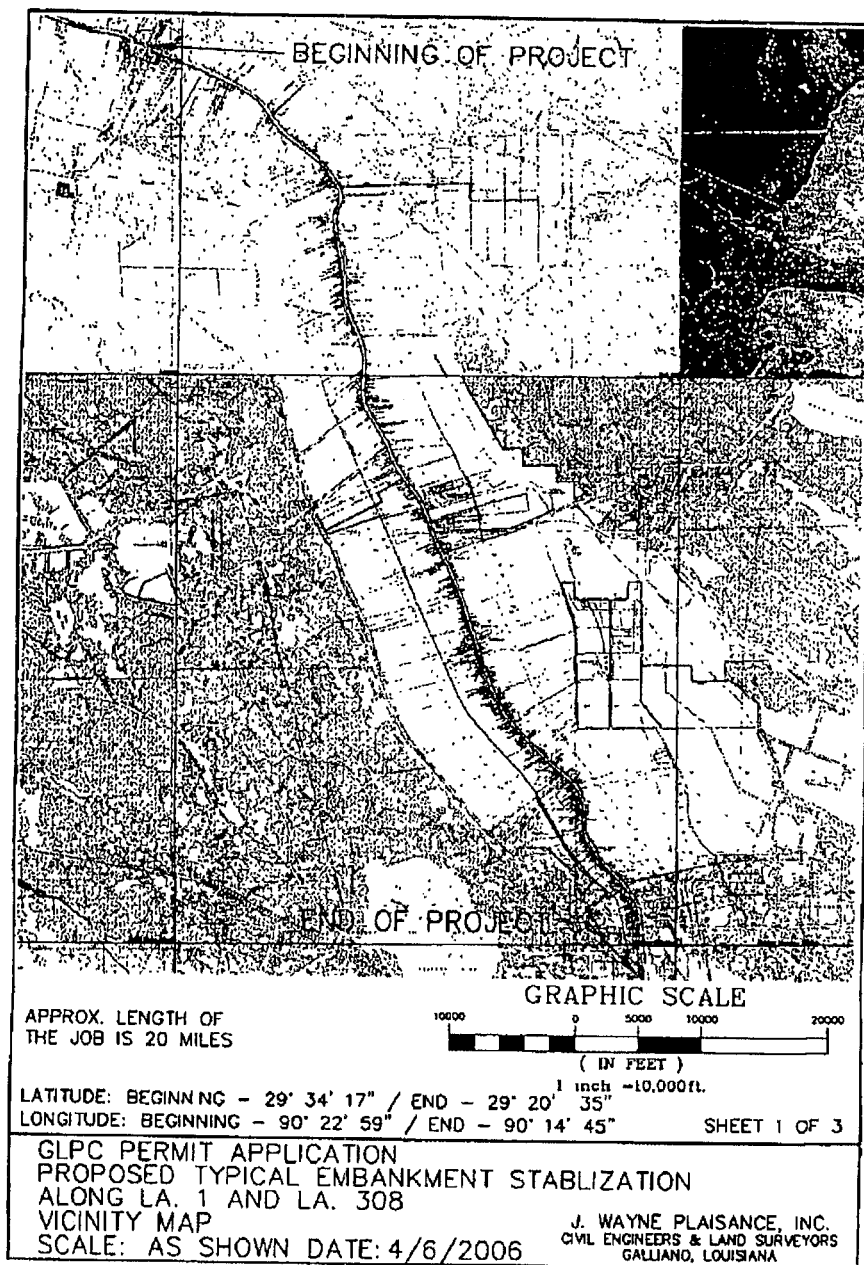 BEGINNING OF PROJECT
END OF PROJECT
APPROX. LENGTH OF
THE JOB IS 20 MILES
GRAPHIC SCALE
10000 0 5000 10000 20000
( IN FEET )
1 inch =10,000ft.
LATITUDE: BEGINNING - 29° 34' 17" / END - 29° 20' 35"
LONGITUDE: BEGINNING - 90° 22' 59" / END - 90° 14' 45"
SHEET 1 OF 3
GLPC PERMIT APPLICATION
PROPOSED TYPICAL EMBANKMENT STABLIZATION
ALONG LA. 1 AND LA. 308
VICINITY MAP
SCALE: AS SHOWN DATE: 4/6/2006
J. WAYNE PLAISANCE, INC.
CIVIL ENGINEERS & LAND SURVEYORS
GALLIANO, LOUISIANA